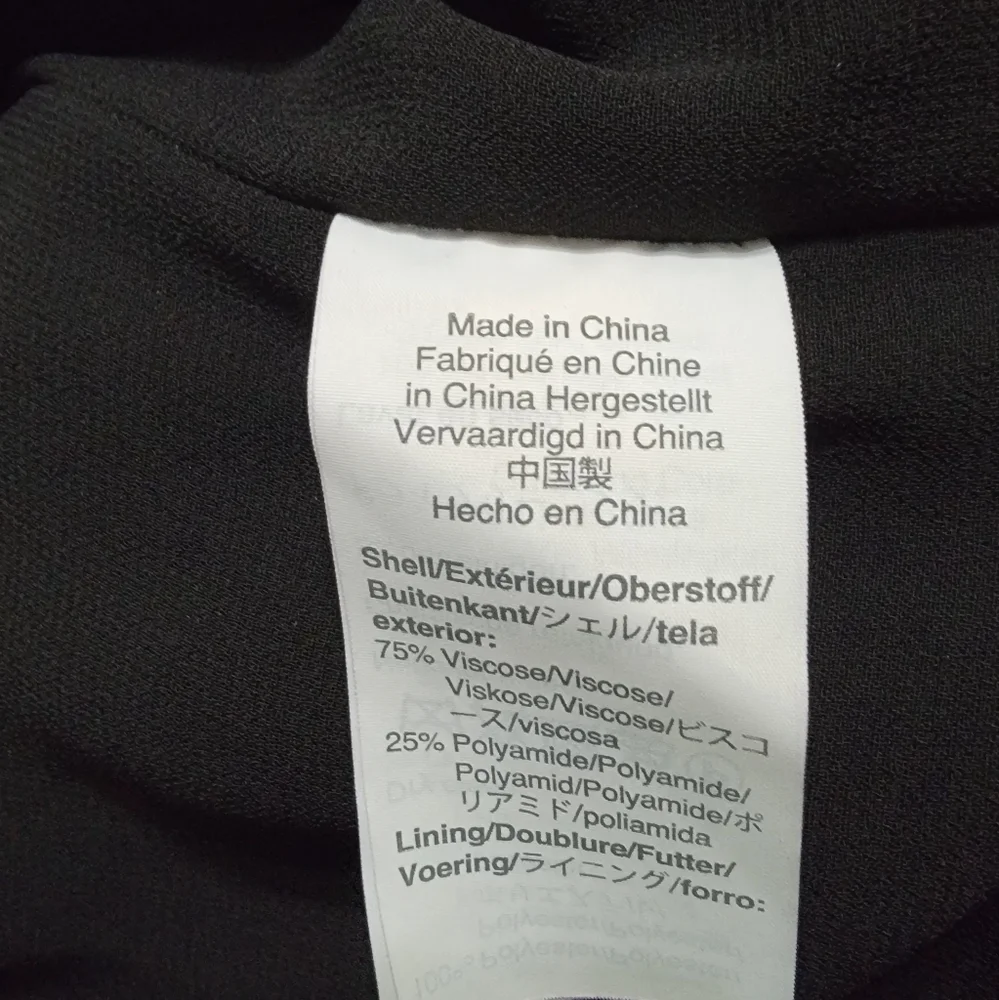 Made in China
Fabriqué en Chine
in China Hergestellt
Vervaardigd in China
中国製
Hecho en China
Shell/Extérieur/Oberstoff/
Buitenkant/シェル/tela
exterior:
75% Viscose/Viscose/
Viskose/Viscose/ビスコ
ース/viscosa
25% Polyamide/Polyamide/
Polyamid/Polyamide/ポ
リアミド/poliamida
Lining/Doublure/Futter/
Voering/ライニング/forro: